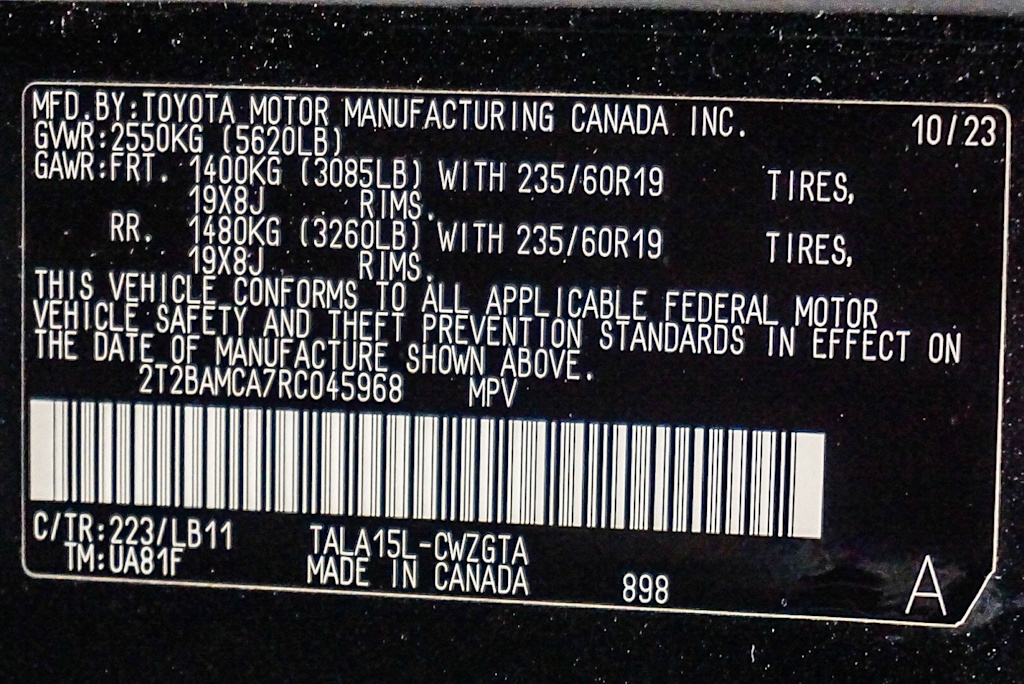 MFD.BY:TOYOTA MOTOR MANUFACTURING CANADA INC. 10/23
GVWR:2550KG (5620LB)
GAWR:FRT. 1400KG (3085LB) WITH 235/60R19 TIRES,
19X8J RIMS.
RR. 1480KG (3260LB) WITH 235/60R19 TIRES,
19X8J RIMS.
THIS VEHICLE CONFORMS TO ALL APPLICABLE FEDERAL MOTOR
VEHICLE SAFETY AND THEFT PREVENTION STANDARDS IN EFFECT ON
THE DATE OF MANUFACTURE SHOWN ABOVE.
2T2BAMCA7RC045968 MPV
C/TR:223/LB11 TALA15L-CWZGTA
TM:UA81F MADE IN CANADA 898 A